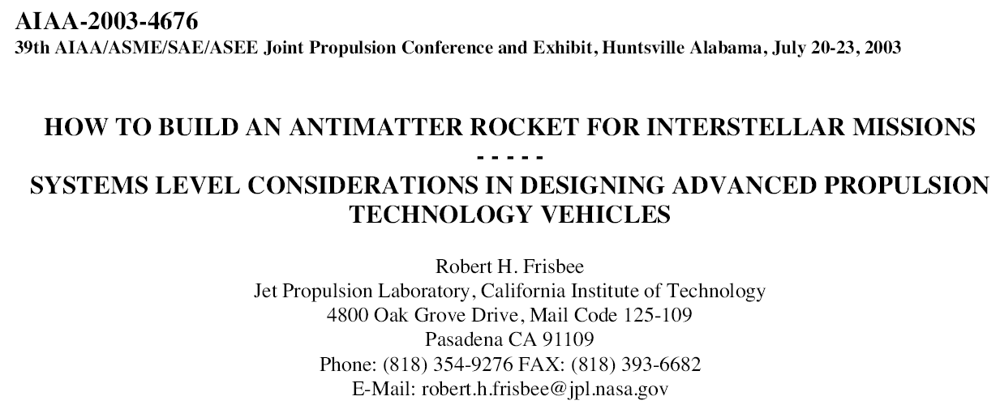 AIAA-2003-4676
39th AIAA/ASME/SAE/ASEE Joint Propulsion Conference and Exhibit, Huntsville Alabama, July 20-23, 2003
HOW TO BUILD AN ANTIMATTER ROCKET FOR INTERSTELLAR MISSIONS
- - - - -
SYSTEMS LEVEL CONSIDERATIONS IN DESIGNING ADVANCED PROPULSION
TECHNOLOGY VEHICLES
Robert H. Frisbee
Jet Propulsion Laboratory, California Institute of Technology
4800 Oak Grove Drive, Mail Code 125-109
Pasadena CA 91109
Phone: (818) 354-9276 FAX: (818) 393-6682
E-Mail: robert.h.frisbee@jpl.nasa.gov